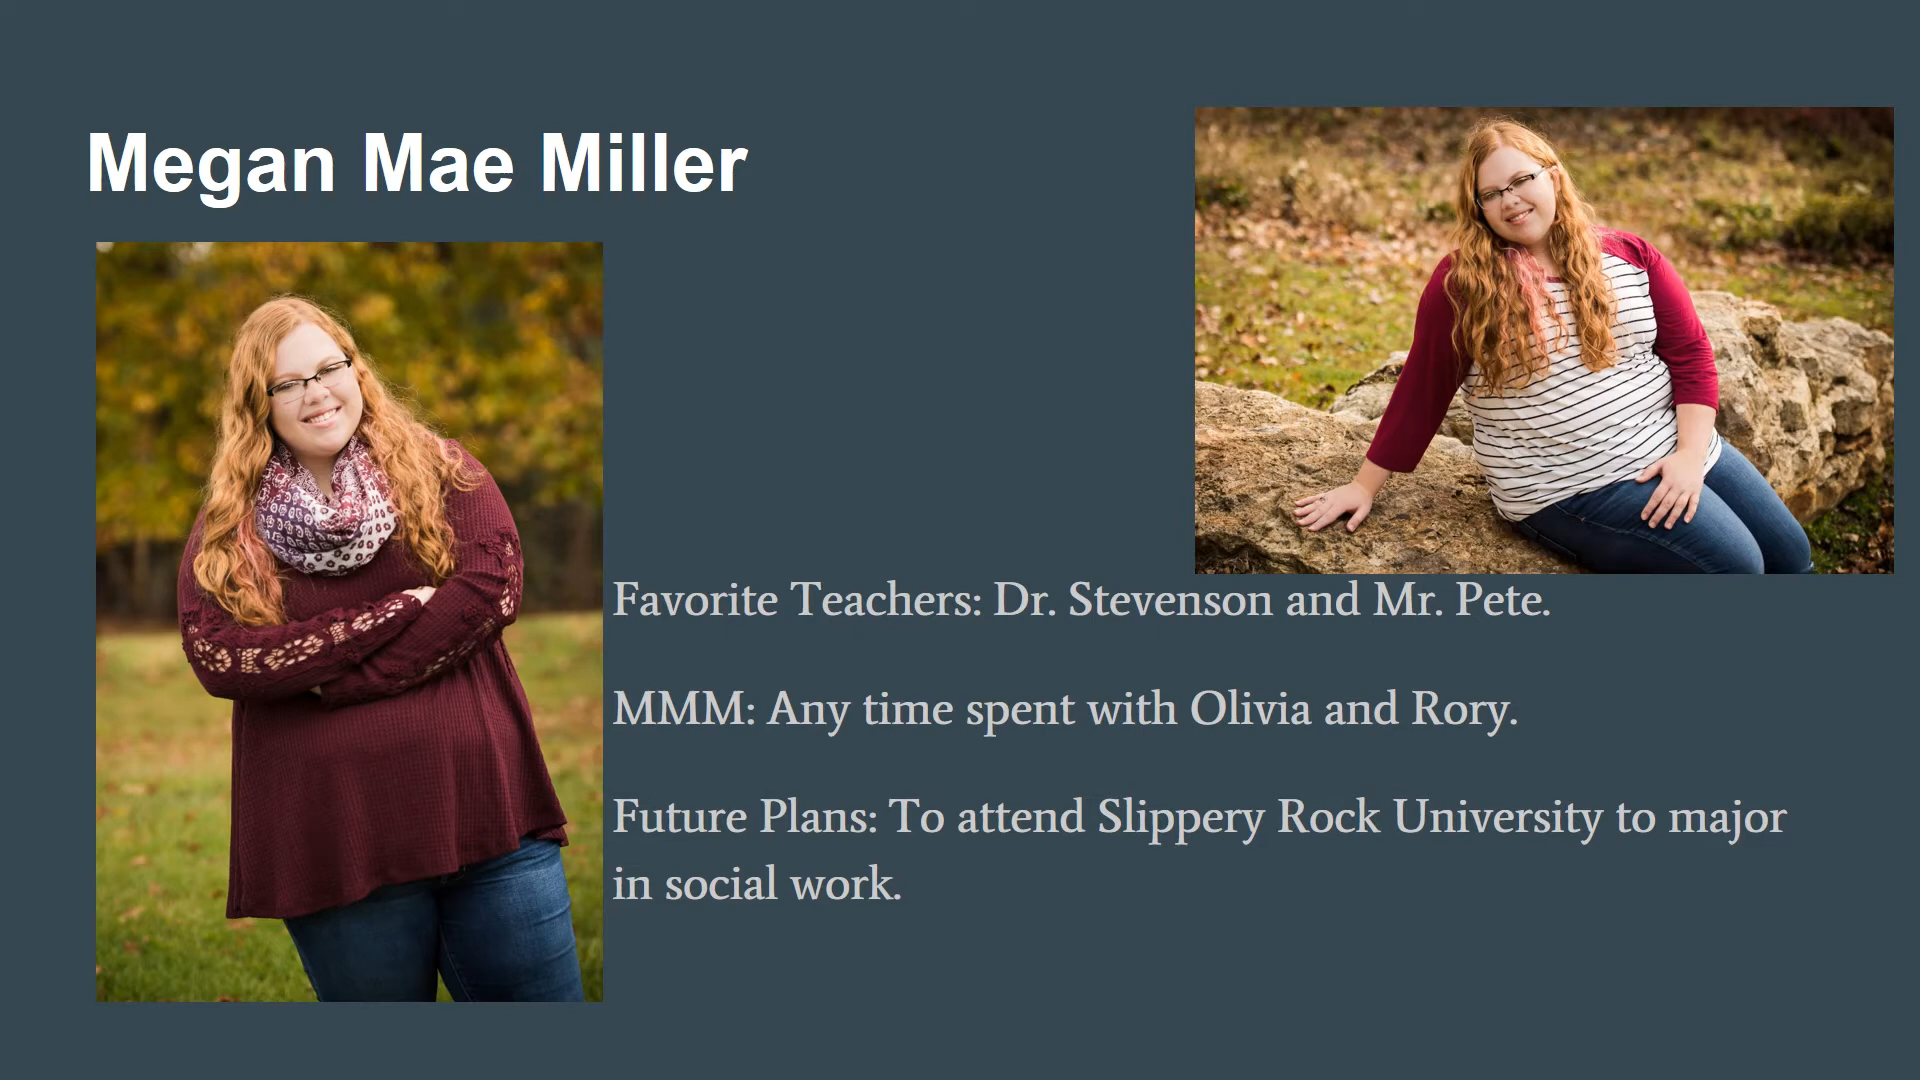 Megan Mae Miller
Favorite Teachers: Dr. Stevenson and Mr. Pete.
MMM: Any time spent with Olivia and Rory.
Future Plans: To attend Slippery Rock University to major
in social work.